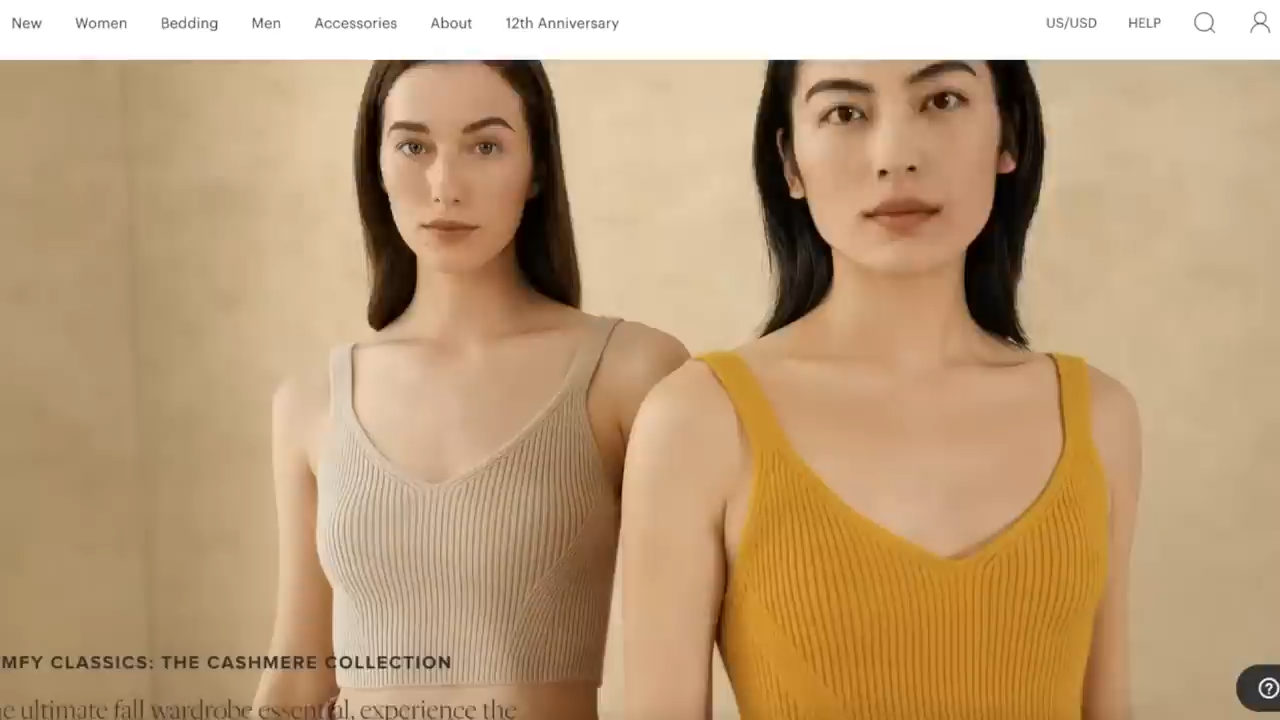 New Women Bedding Men Accessories About 12th Anniversary US/USD HELP
MFY CLASSICS: THE CASHMERE COLLECTION
ultimate fall wardrobe essential, experience the